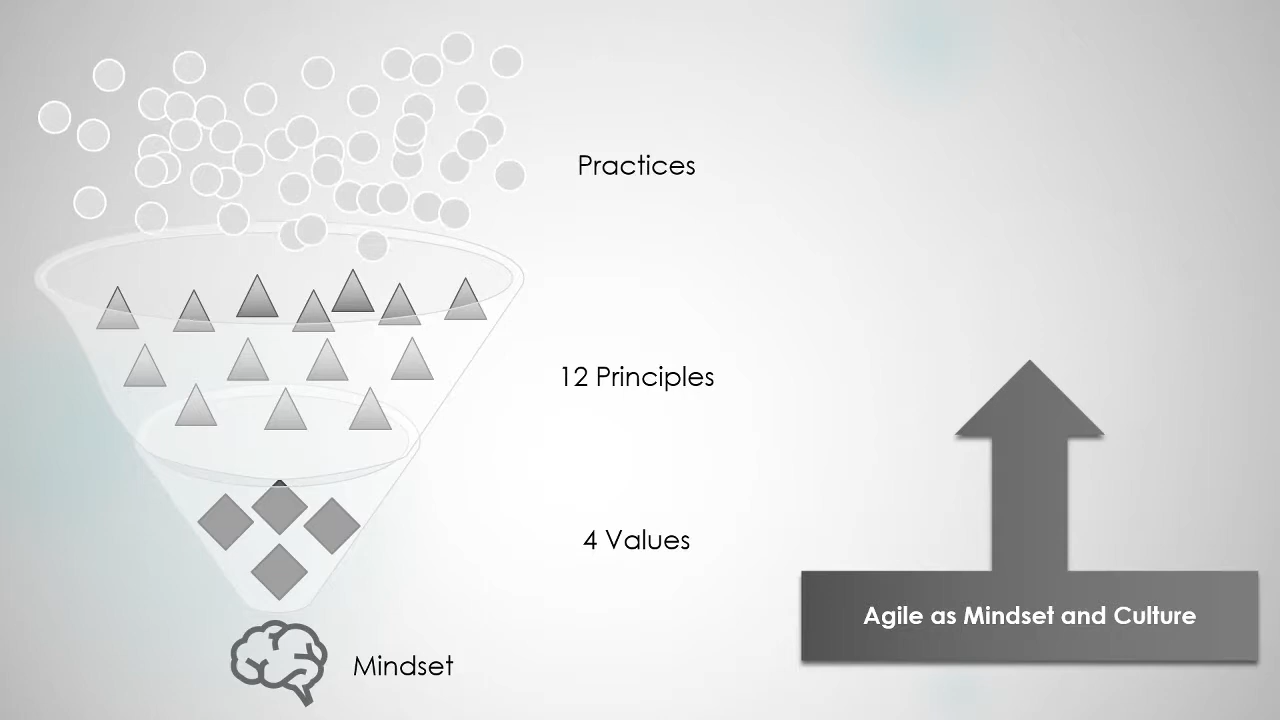 Practices
12 Principles
4 Values
Agile as Mindset and Culture
Mindset